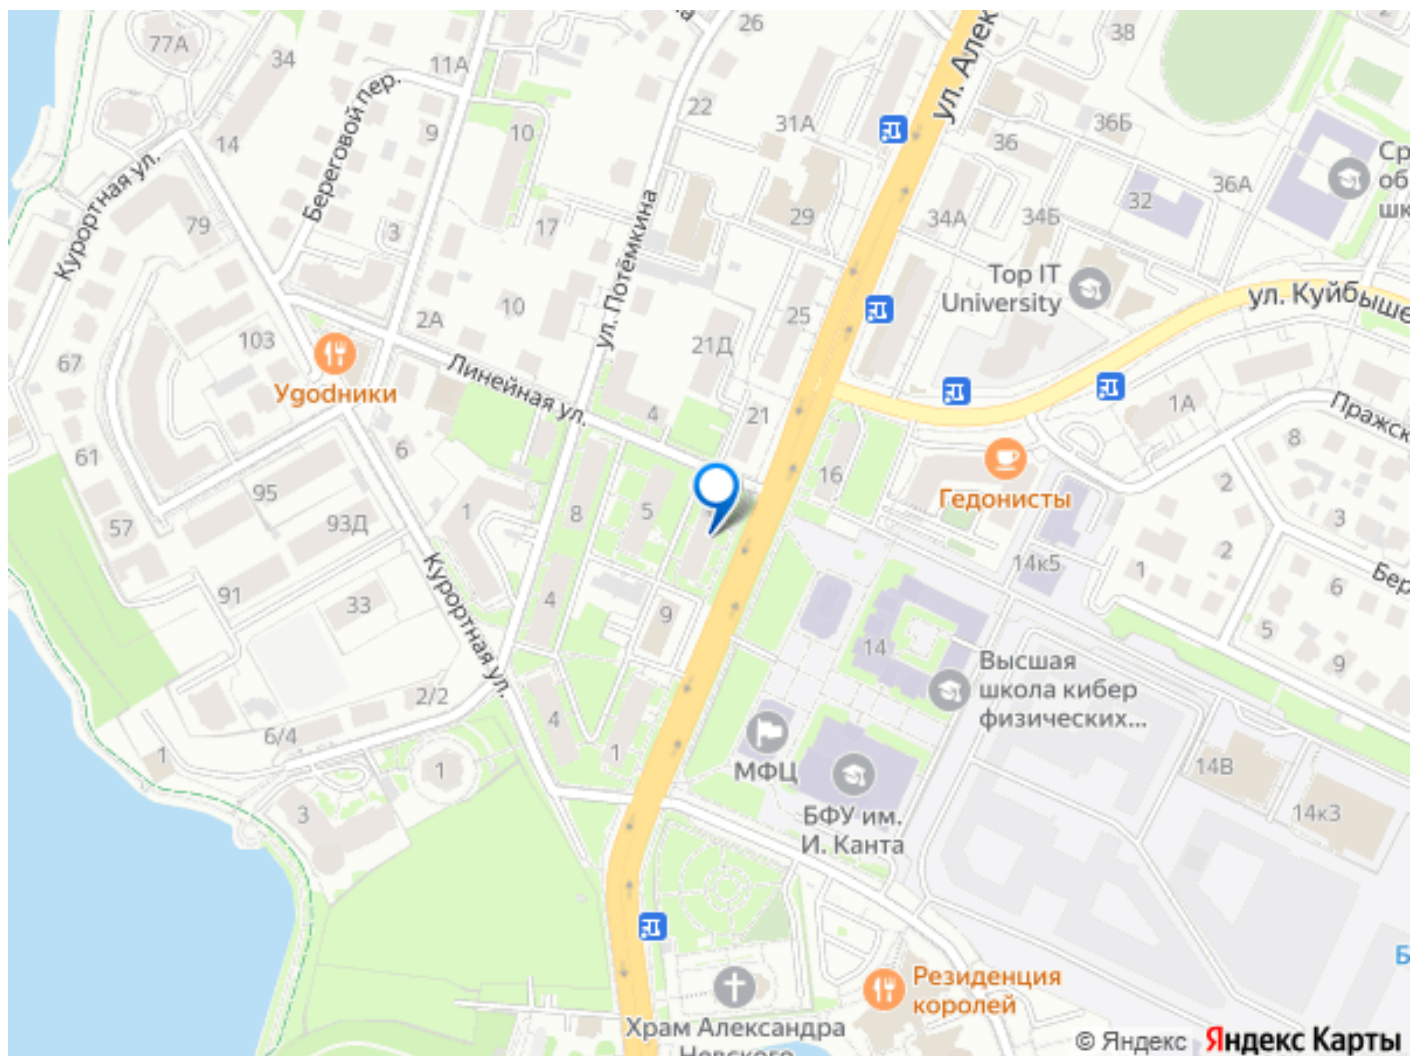 77А
34
11А
26
ул. Алек
38
Береговой пер.
9
10
22
31А
36Б
36
Ср
об
шк
14
Курортная ул.
79
3
17
ул. Потёмкина
29
34А
34Б
32
36А
Top IT
University
ул. Куйбыше
2А
10
25
21Д
103
67
Удодники
Линейная ул.
4
21
1А
Пражск
8
61
6
16
Гедонисты
2
3
95
93Д
57
1
8
5
2
14к5
1
6
Бер
91
33
Курортная ул.
4
9
14
5
9
Высшая
школа кибер
физических...
2/2
6/4
1
1
4
1
МФЦ
14В
3
БФУ им.
И. Канта
14к3
Б
Резиденция
королей
Храм Александра
Невского
© Яндекс Яндекс Карты